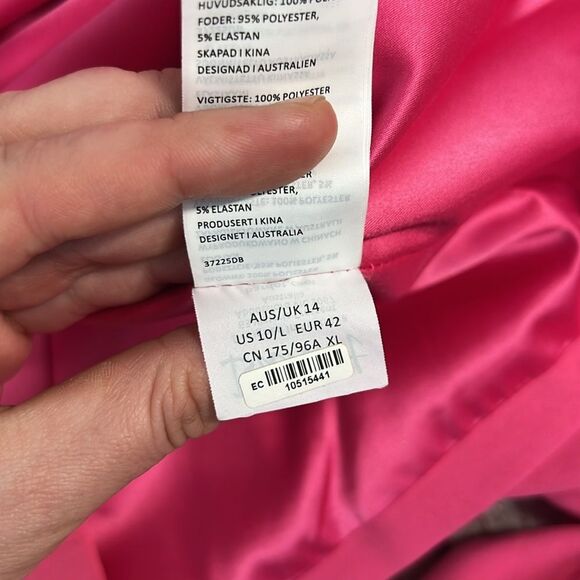 HUVUDSAKLIG: 100% POLY
FODER: 95% POLYESTER,
5% ELASTAN
SKAPAD I KINA
DESIGNAD I AUSTRALIEN
VIGTIGSTE: 100% POLYESTER
5% ELASTAN
PRODUSERT I KINA
DESIGNET I AUSTRALIA
37225DB
AUS/UK 14
US 10/L EUR 42
CN 175/96A XL
EC 10515441